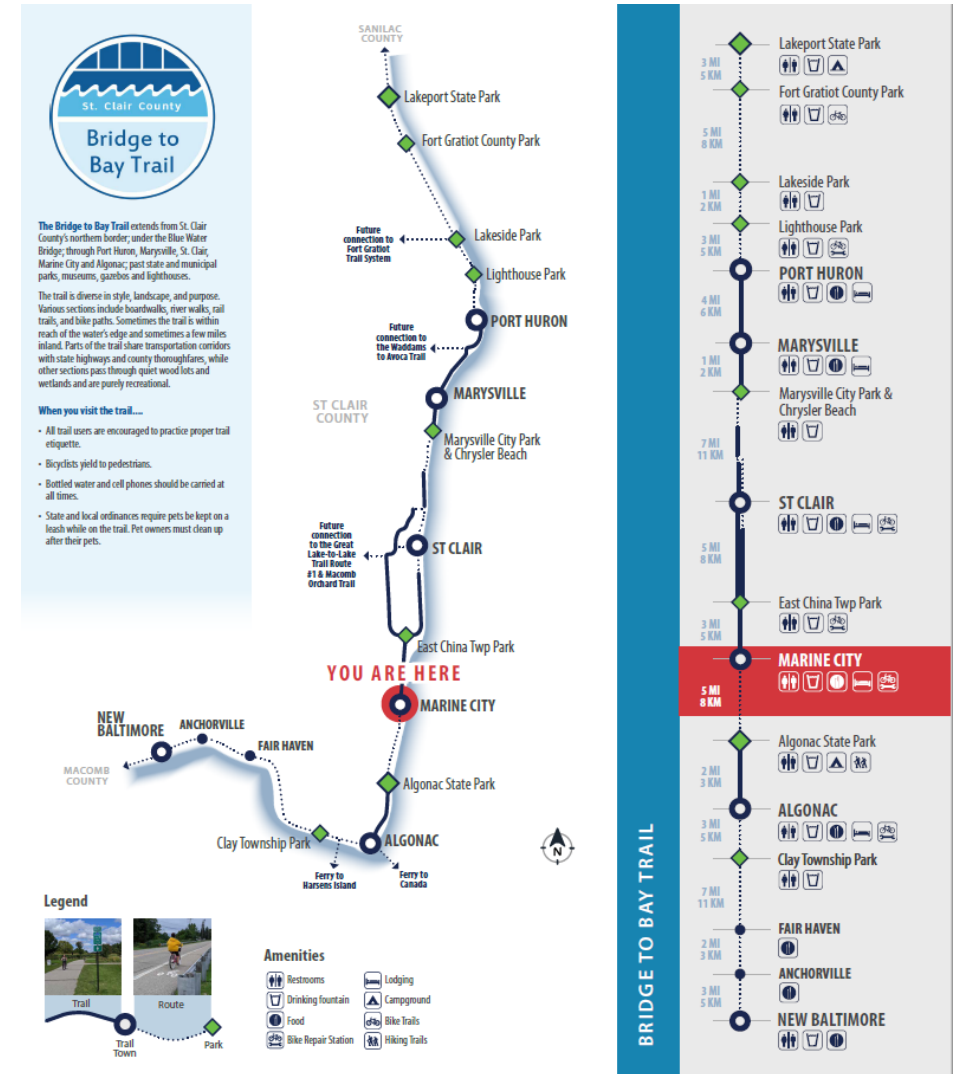 St. Clair County
Bridge to
Bay Trail
The Bridge to Bay Trail extends from St. Clair
County's northern border; under the Blue Water
Bridge; through Port Huron, Marysville, St. Clair,
Marine City and Algonac; past state and municipal
parks, museums, gazebos and lighthouses.
The trail is diverse in style, landscape, and purpose.
Various sections include boardwalks, river walks, rail
trails, and bike paths. Sometimes the trail is within
reach of the water's edge and sometimes a few miles
inland. Parts of the trail share transportation corridors
with state highways and county thoroughfares, while
other sections pass through quiet wood lots and
wetlands and are purely recreational.
When you visit the trail....
• All trail users are encouraged to practice proper trail
etiquette.
• Bicyclists yield to pedestrians.
• Bottled water and cell phones should be carried at
all times.
• State and local ordinances require pets be kept on a
leash while on the trail. Pet owners must clean up
after their pets.
SANILAC
COUNTY
Lakeport State Park
Fort Gratiot County Park
Future
connection to
Fort Gratiot
Trail System
Lakeside Park
Lighthouse Park
PORT HURON
Future
connection to
the Waddams
to Avoca Trail
MARYSVILLE
ST CLAIR
COUNTY
Marysville City Park
& Chrysler Beach
Future
connection
to the Great
Lake-to-Lake
Trail Route
#1 & Macomb
Orchard Trail
ST CLAIR
East China Twp Park
YOU ARE HERE
MARINE CITY
NEW
BALTIMORE
ANCHORVILLE
FAIR HAVEN
MACOMB
COUNTY
Algonac State Park
Clay Township Park
ALGONAC
Ferry to
Harsens Island
Ferry to
Canada
N
Legend
Trail
Route
Trail
Town
Park
Amenities
Restrooms
Drinking fountain
Food
Bike Repair Station
Lodging
Campground
Bike Trails
Hiking Trails
BRIDGE TO BAY TRAIL
Lakeport State Park
3 MI
5 KM
Fort Gratiot County Park
5 MI
8 KM
Lakeside Park
1 MI
2 KM
Lighthouse Park
3 MI
5 KM
PORT HURON
4 MI
6 KM
MARYSVILLE
1 MI
2 KM
Marysville City Park &
Chrysler Beach
7 MI
11 KM
ST CLAIR
5 MI
8 KM
East China Twp Park
3 MI
5 KM
MARINE CITY
5 MI
8 KM
Algonac State Park
2 MI
3 KM
ALGONAC
3 MI
5 KM
Clay Township Park
7 MI
11 KM
FAIR HAVEN
2 MI
3 KM
ANCHORVILLE
3 MI
5 KM
NEW BALTIMORE